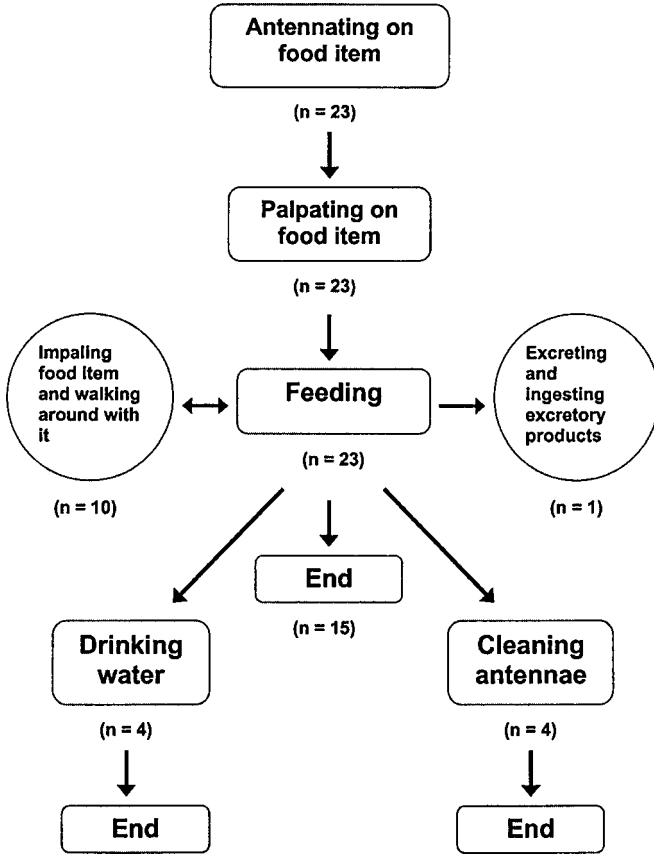 Antennating on
food item
(n = 23)
Palpating on
food item
(n = 23)
Impaling
food item
and walking
around with
it
(n = 10)
Feeding
(n = 23)
Excreting
and
ingesting
excretory
products
(n = 1)
End
(n = 15)
Drinking
water
(n = 4)
End
Cleaning
antennae
(n = 4)
End